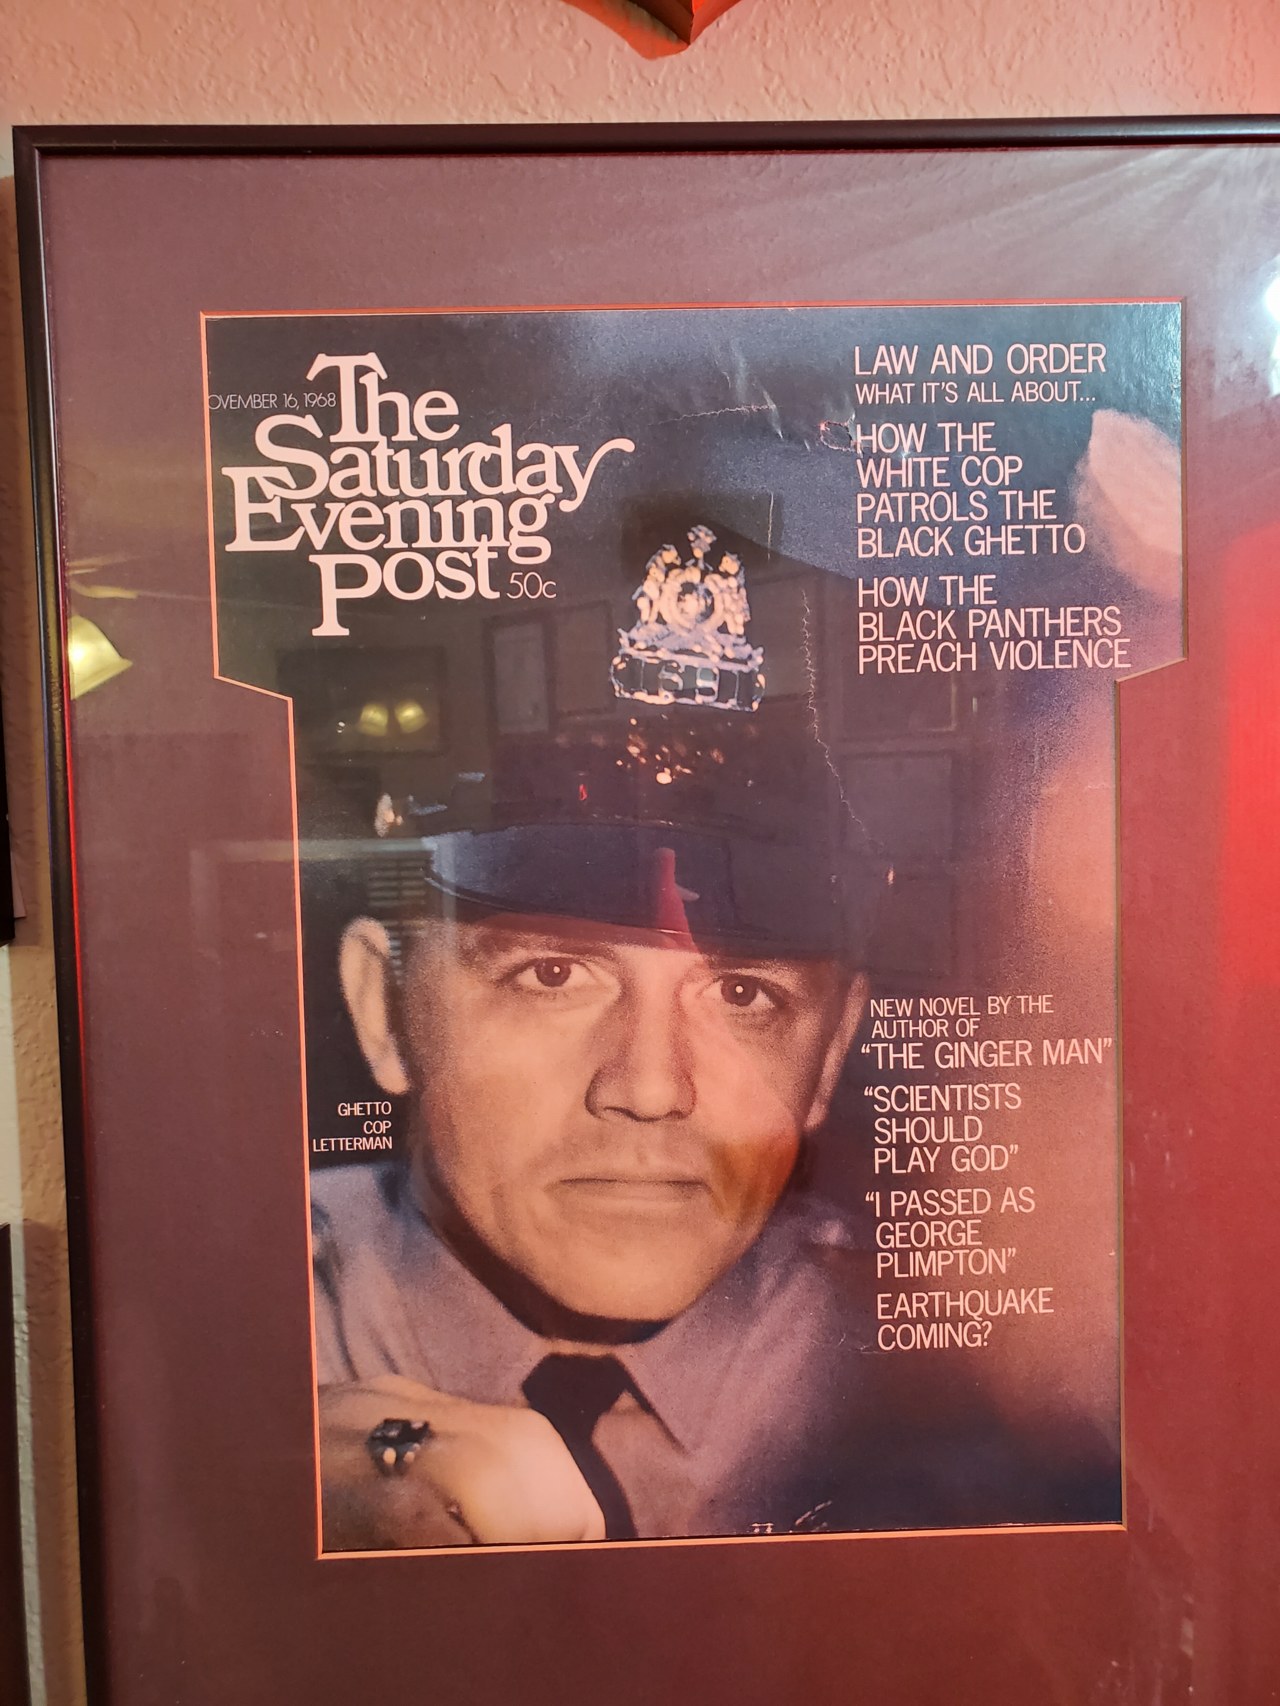 OVEMBER 16, 1968
The
Saturday
Evening
Post 50c
LAW AND ORDER
WHAT IT'S ALL ABOUT...
HOW THE
WHITE COP
PATROLS THE
BLACK GHETTO
HOW THE
BLACK PANTHERS
PREACH VIOLENCE
NEW NOVEL BY THE
AUTHOR OF
“THE GINGER MAN”
“SCIENTISTS
SHOULD
PLAY GOD”
“I PASSED AS
GEORGE
PLIMPTON”
EARTHQUAKE
COMING?
GHETTO
COP
LETTERMAN